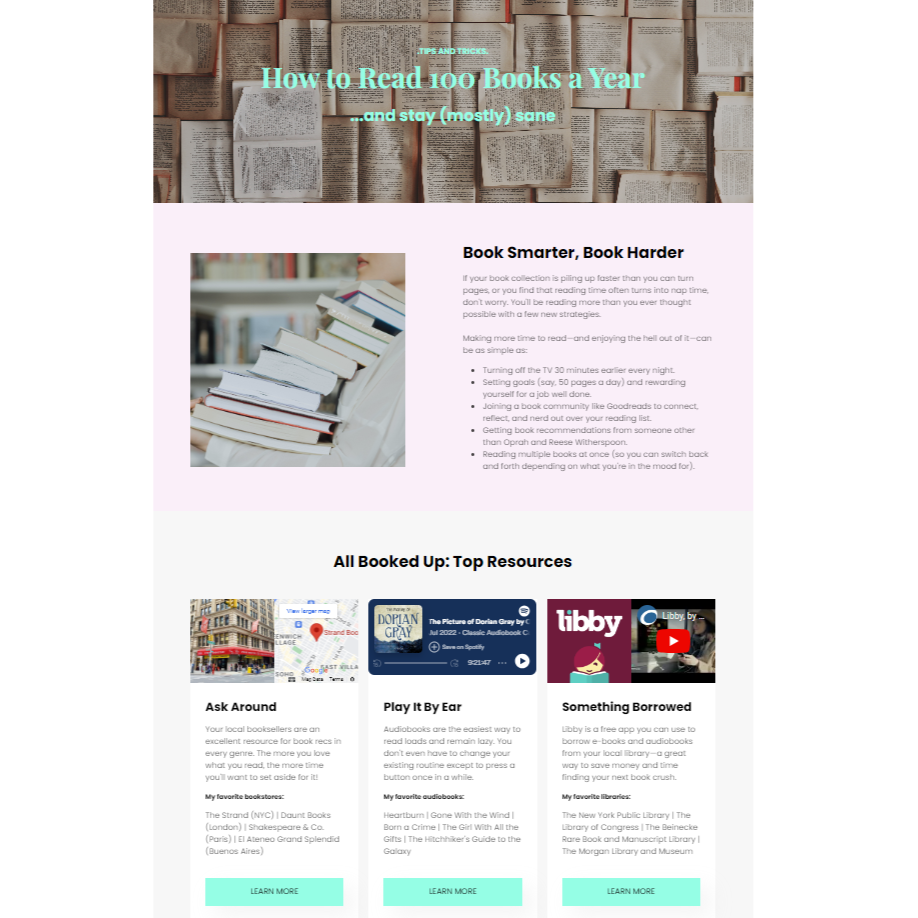 TIPS AND TRICKS
How to Read 100 Books a Year
...and stay (mostly) sane
Book Smarter, Book Harder
If your book collection is piling up faster than you can turn
pages, or you find that reading time often turns into nap time,
don't worry. You'll be reading more than you ever thought
possible with a few new strategies.
Making more time to read—and enjoying the hell out of it—can
be as simple as:
• Turning off the TV 30 minutes earlier every night.
• Setting goals (say, 50 pages a day) and rewarding
yourself for a job well done.
• Joining a book community like Goodreads to connect,
reflect, and nerd out over your reading list.
• Getting book recommendations from someone other
than Oprah and Reese Witherspoon.
• Reading multiple books at once (so you can switch back
and forth depending on what you're in the mood for).
All Booked Up: Top Resources
View larger map
Strand Boo
ENWICH
LLAGE
EAST VILLA
SOHO
Google
Map Data Terms
Ask Around
Your local booksellers are an
excellent resource for book recs in
every genre. The more you love
what you read, the more time
you'll want to set aside for it!
My favorite bookstores:
The Strand (NYC) | Daunt Books
(London) | Shakespeare & Co.
(Paris) | El Ateneo Grand Splendid
(Buenos Aires)
LEARN MORE
THE PICTURE OF
DORIAN
GRAY
The Picture of Dorian Gray by
Jul 2022 · Classic Audiobook C
Save on Spotify
9:21:47
Play It By Ear
Audiobooks are the easiest way to
read loads and remain lazy. You
don't even have to change your
existing routine except to press a
button once in a while.
My favorite audiobooks:
Heartburn | Gone With the Wind |
Born a Crime | The Girl With All the
Gifts | The Hitchhiker's Guide to the
Galaxy
LEARN MORE
libby
Libby, by ...
Something Borrowed
Libby is a free app you can use to
borrow e-books and audiobooks
from your local library—a great
way to save money and time
finding your next book crush.
My favorite libraries:
The New York Public Library | The
Library of Congress | The Beinecke
Rare Book and Manuscript Library |
The Morgan Library and Museum
LEARN MORE